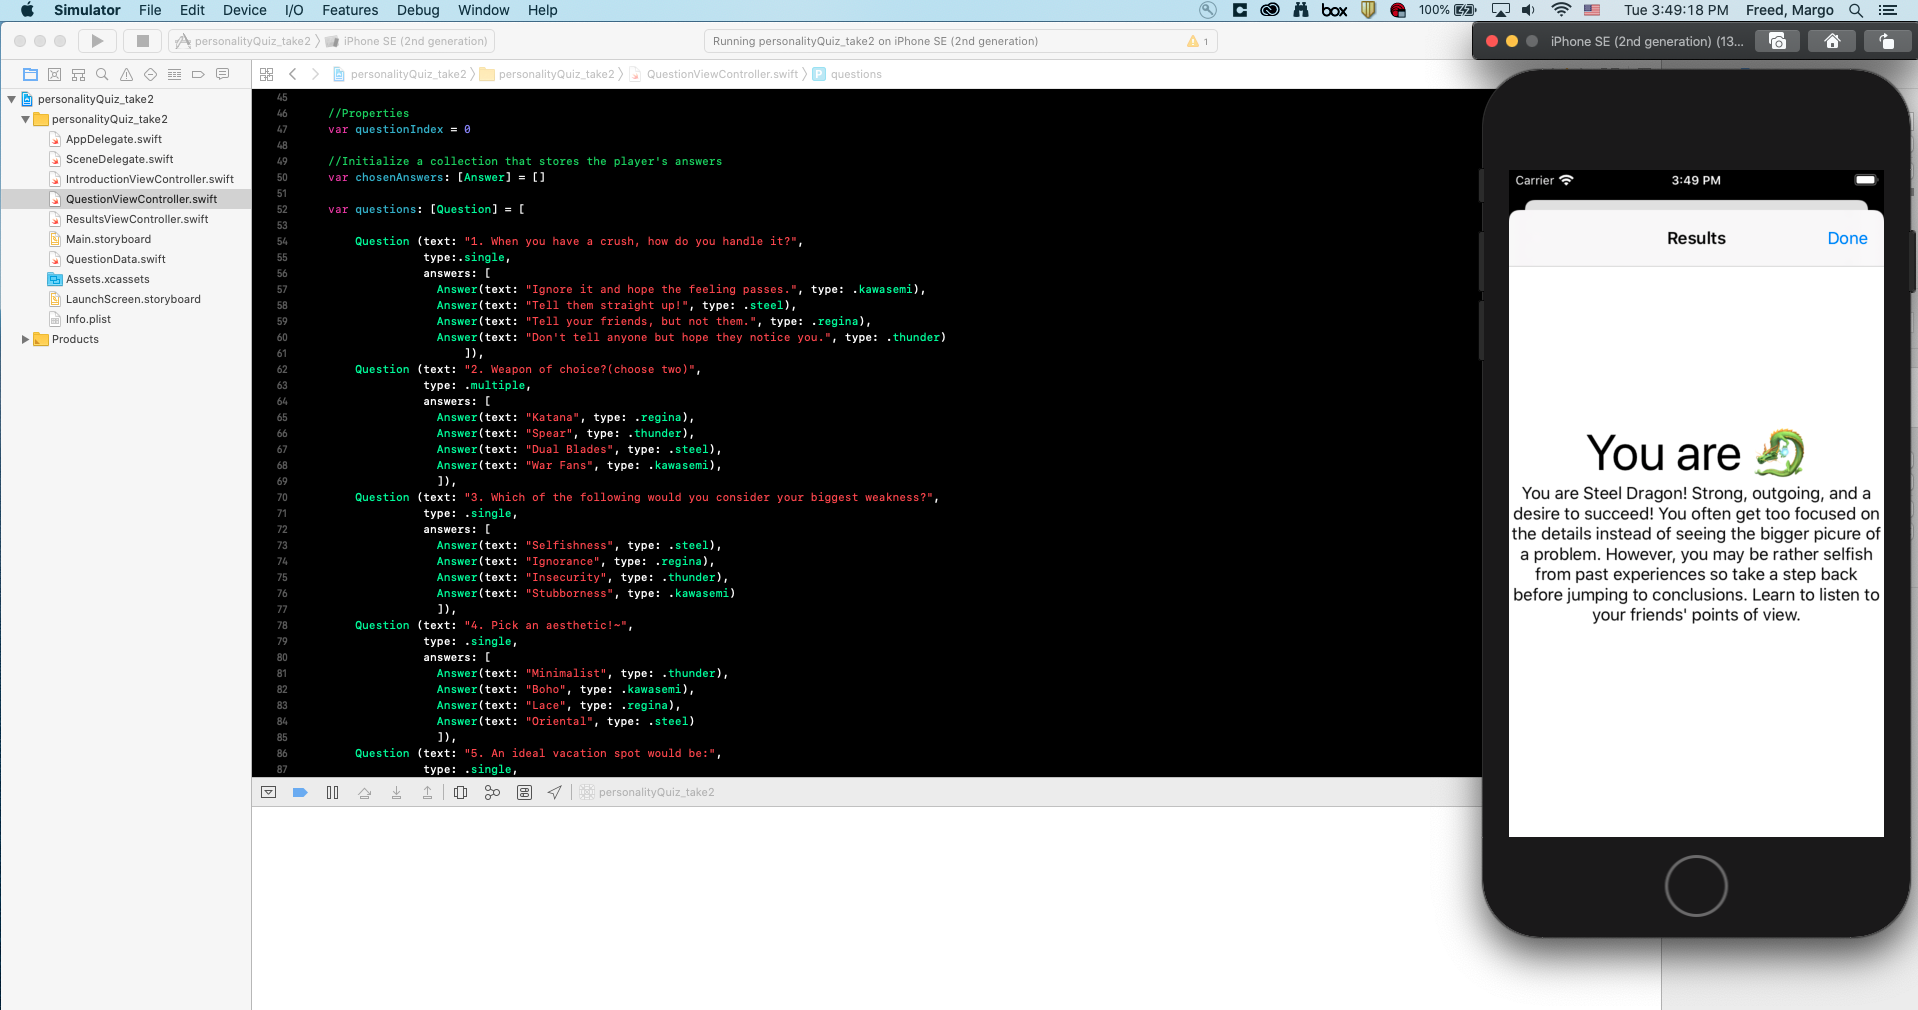 Simulator File Edit Device I/O Features Debug Window Help
box 100% Tue 3:49:18 PM Freed, Margo
personalityQuiz_take2 〉 iPhone SE (2nd generation)
Running personalityQuiz_take2 on iPhone SE (2nd generation) 1
iPhone SE (2nd generation) (13...
personalityQuiz_take2 〉 personalityQuiz_take2 〉 QuestionViewController.swift 〉 P questions
personalityQuiz_take2
personalityQuiz_take2
AppDelegate.swift
SceneDelegate.swift
IntroductionViewController.swift
QuestionViewController.swift
ResultsViewController.swift
Main.storyboard
QuestionData.swift
Assets.xcassets
LaunchScreen.storyboard
Info.plist
Products
45
46 //Properties
47 var questionIndex = 0
48
49 //Initialize a collection that stores the player's answers
50 var chosenAnswers: [Answer] = []
51
52 var questions: [Question] = [
53
54 Question (text: "1. When you have a crush, how do you handle it?",
55 type:.single,
56 answers: [
57 Answer(text: "Ignore it and hope the feeling passes.", type: .kawasemi),
58 Answer(text: "Tell them straight up!", type: .steel),
59 Answer(text: "Tell your friends, but not them.", type: .regina),
60 Answer(text: "Don't tell anyone but hope they notice you.", type: .thunder)
61 ]),
62 Question (text: "2. Weapon of choice?(choose two)",
63 type: .multiple,
64 answers: [
65 Answer(text: "Katana", type: .regina),
66 Answer(text: "Spear", type: .thunder),
67 Answer(text: "Dual Blades", type: .steel),
68 Answer(text: "War Fans", type: .kawasemi),
69 ]),
70 Question (text: "3. Which of the following would you consider your biggest weakness?",
71 type: .single,
72 answers: [
73 Answer(text: "Selfishness", type: .steel),
74 Answer(text: "Ignorance", type: .regina),
75 Answer(text: "Insecurity", type: .thunder),
76 Answer(text: "Stubborness", type: .kawasemi)
77 ]),
78 Question (text: "4. Pick an aesthetic!~",
79 type: .single,
80 answers: [
81 Answer(text: "Minimalist", type: .thunder),
82 Answer(text: "Boho", type: .kawasemi),
83 Answer(text: "Lace", type: .regina),
84 Answer(text: "Oriental", type: .steel)
85 ]),
86 Question (text: "5. An ideal vacation spot would be:",
87 type: .single,
personalityQuiz_take2
Carrier 3:49 PM
Results Done
You are
You are Steel Dragon! Strong, outgoing, and a
desire to succeed! You often get too focused on
the details instead of seeing the bigger picure of
a problem. However, you may be rather selfish
from past experiences so take a step back
before jumping to conclusions. Learn to listen to
your friends' points of view.